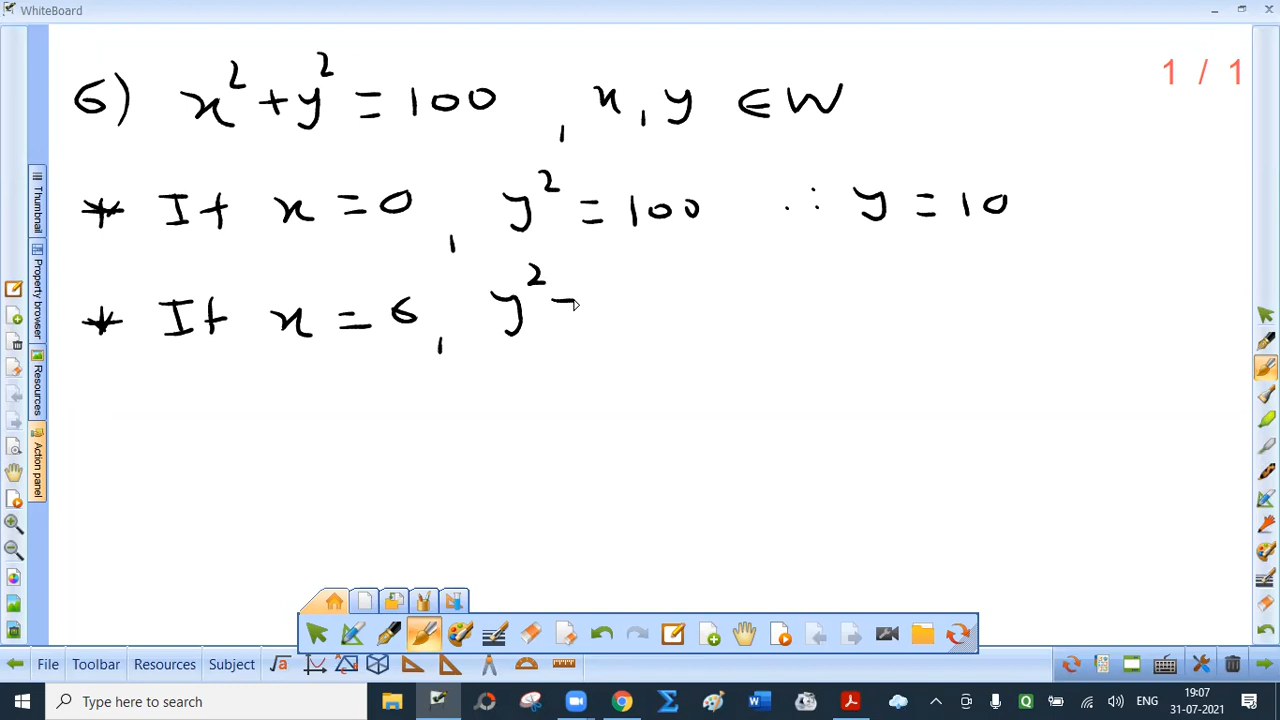 WhiteBoard
1 / 1
6) x² + y² = 100 , x, y ∈ W
* If x = 0, y² = 100 ∴ y = 10
* If x = 6, y² -
Thumbnail
Property browser
Resources
Action panel
File Toolbar Resources Subject
Type here to search
ENG 19:07
31-07-2021